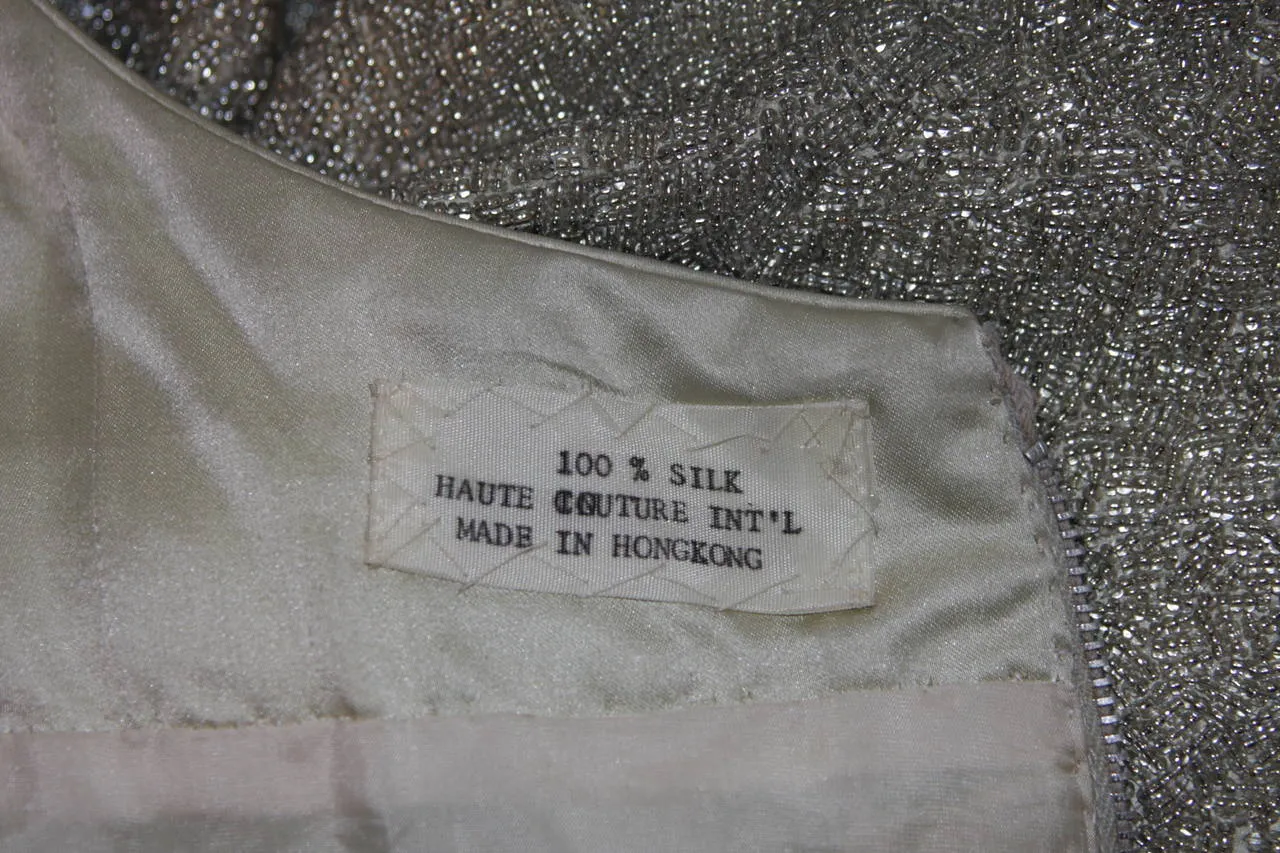 100 % SILK
HAUTE COUTURE INT'L
MADE IN HONGKONG